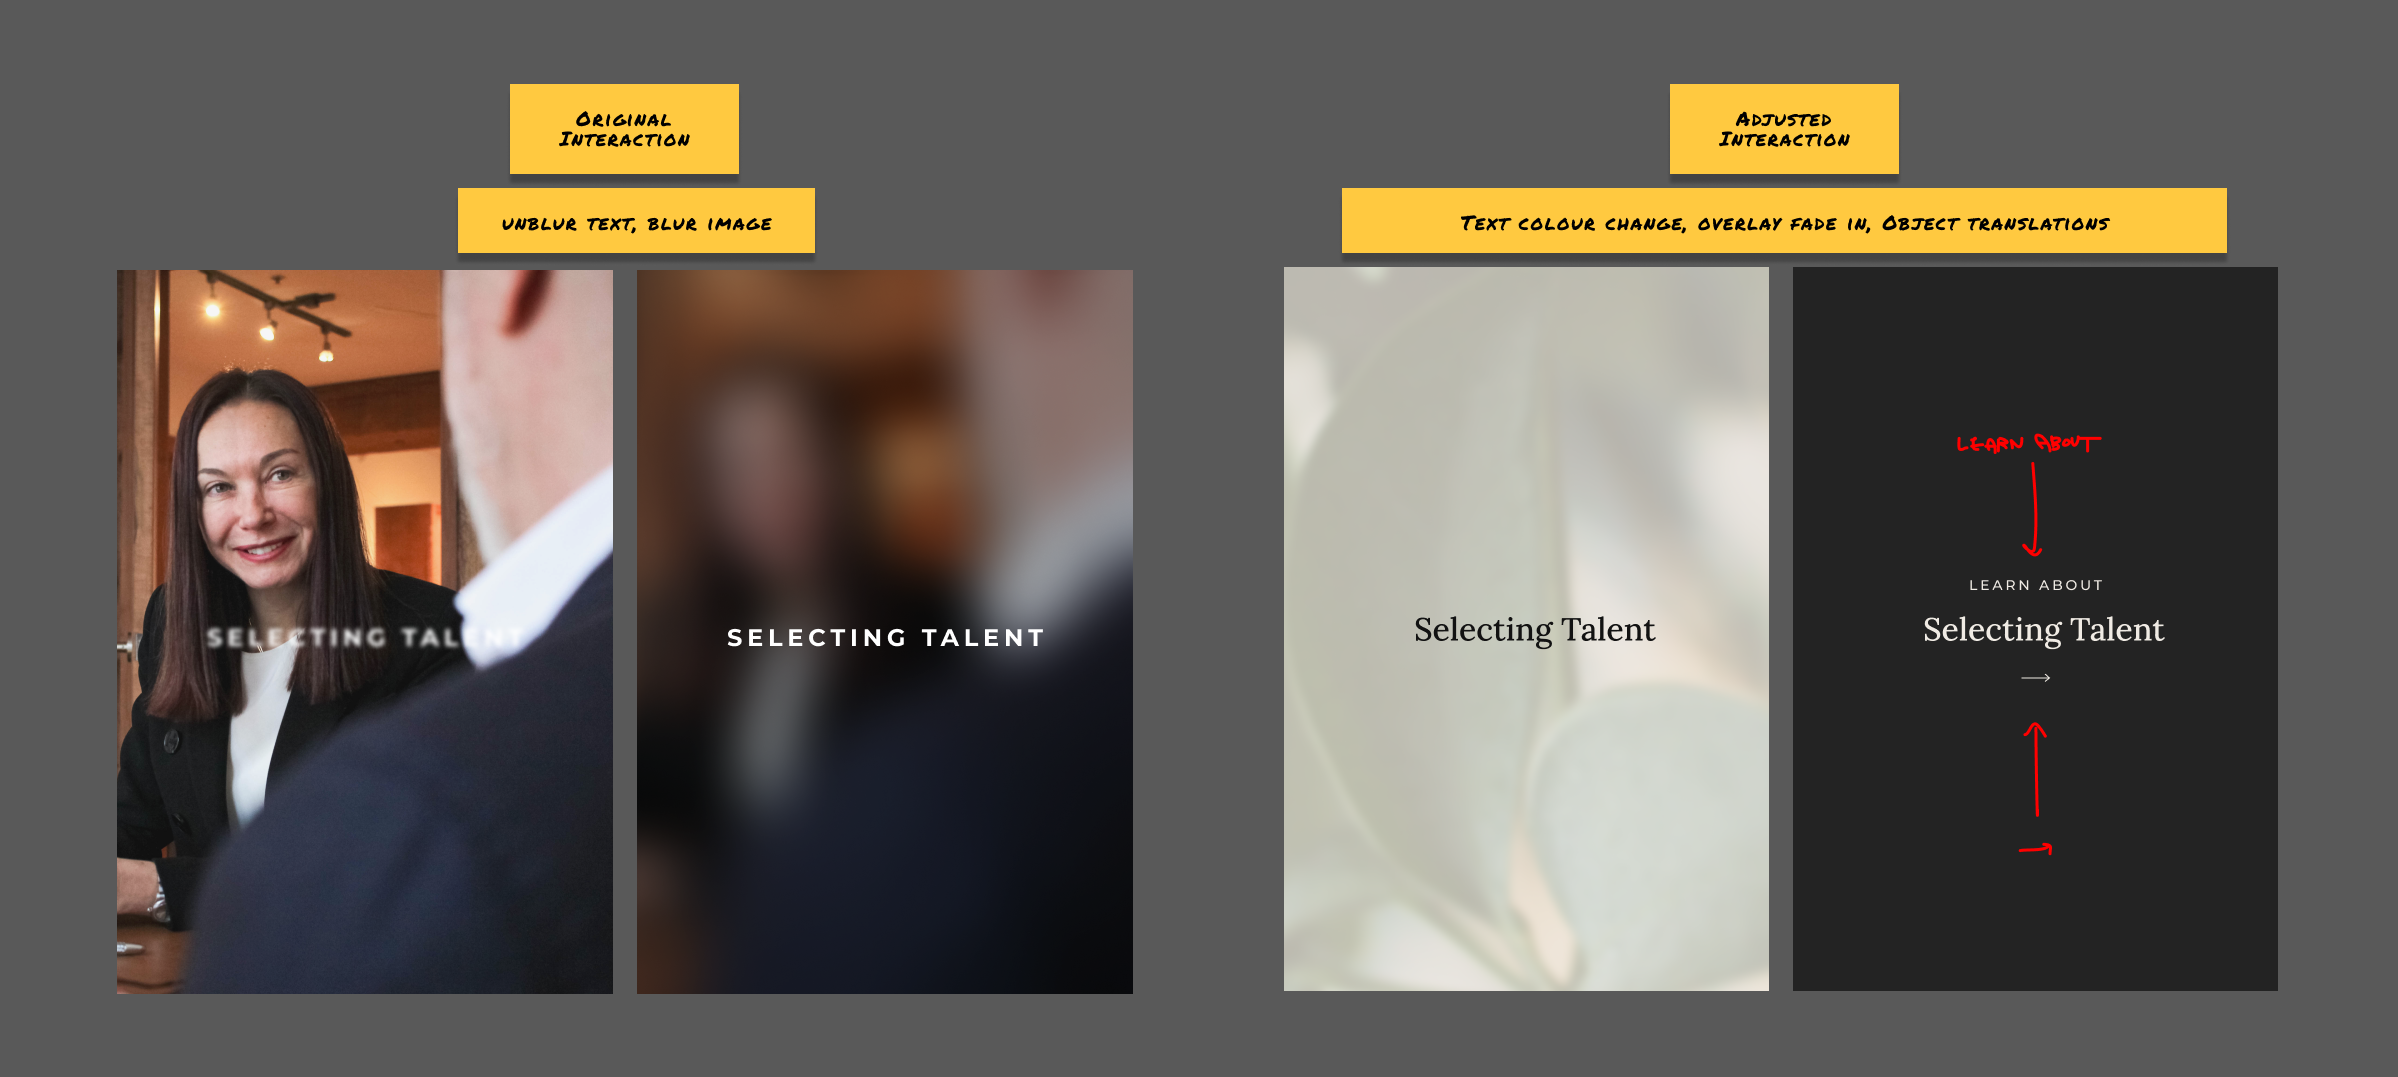 Original
Interaction
unblur text, blur image
SELECTING TALENT
SELECTING TALENT
Adjusted
Interaction
Text colour change, overlay fade in, Object translations
Selecting Talent
LEARN ABOUT
LEARN ABOUT
Selecting Talent